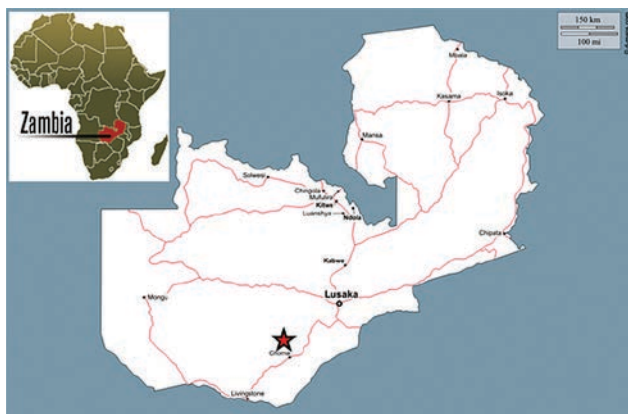 Zambia
150 km
100 mi
Mbala
Kasama
Isoka
Mansa
Solwesi
Chingola
Mufulira
Kitwe
Luanshya
Ndola
Chipata
Kabwe
Lusaka
Mongu
Choma
Livingstone